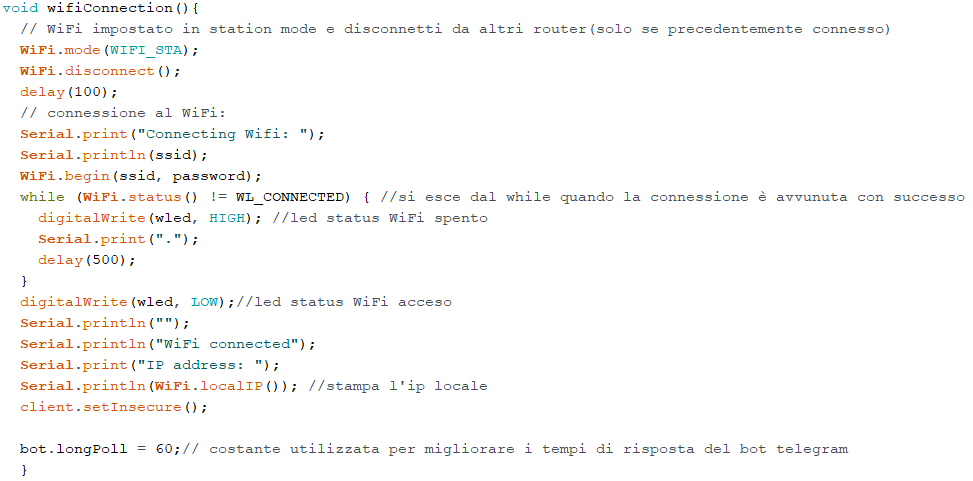 void wifiConnection(){
  // WiFi impostato in station mode e disconnetti da altri router(solo se precedentemente connesso)
  WiFi.mode(WIFI_STA);
  WiFi.disconnect();
  delay(100);
  // connessione al WiFi:
  Serial.print("Connecting Wifi: ");
  Serial.println(ssid);
  WiFi.begin(ssid, password);
  while (WiFi.status() != WL_CONNECTED) { //si esce dal while quando la connessione è avvunuta con successo
    digitalWrite(wled, HIGH); //led status WiFi spento
    Serial.print(".");
    delay(500);
  }
  digitalWrite(wled, LOW);//led status WiFi acceso
  Serial.println("");
  Serial.println("WiFi connected");
  Serial.print("IP address: ");
  Serial.println(WiFi.localIP()); //stampa l'ip locale
  client.setInsecure();

  bot.longPoll = 60;// costante utilizzata per migliorare i tempi di risposta del bot telegram
  }